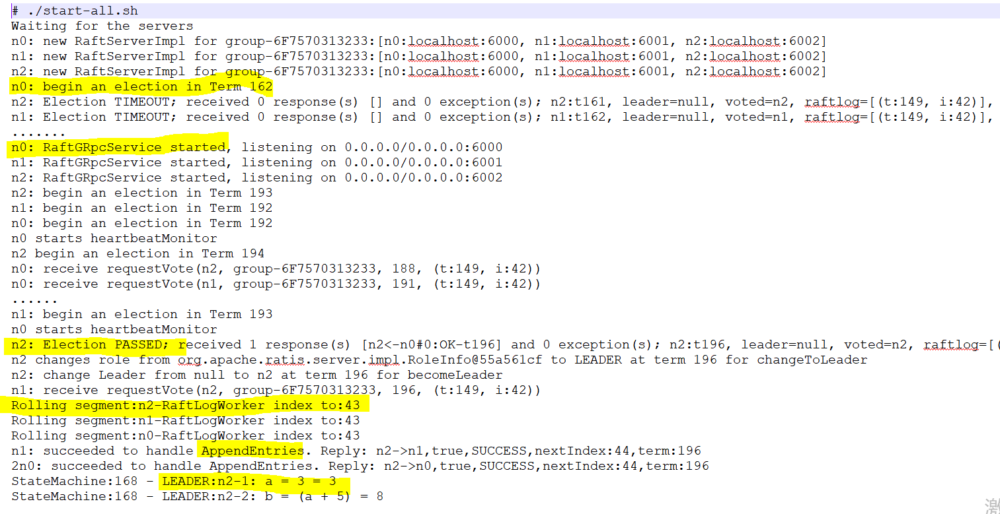 # ./start-all.sh
Waiting for the servers
n0: new RaftServerImpl for group-6F7570313233:[n0:localhost:6000, n1:localhost:6001, n2:localhost:6002]
n1: new RaftServerImpl for group-6F7570313233:[n0:localhost:6000, n1:localhost:6001, n2:localhost:6002]
n2: new RaftServerImpl for group-6F7570313233:[n0:localhost:6000, n1:localhost:6001, n2:localhost:6002]
n0: begin an election in Term 162
n2: Election TIMEOUT; received 0 response(s) [] and 0 exception(s); n2:t161, leader=null, voted=n2, raftlog=[(t:149, i:42)],
n1: Election TIMEOUT; received 0 response(s) [] and 0 exception(s); n1:t162, leader=null, voted=n1, raftlog=[(t:149, i:42)],
.......
n0: RaftGRpcService started, listening on 0.0.0.0/0.0.0.0:6000
n1: RaftGRpcService started, listening on 0.0.0.0/0.0.0.0:6001
n2: RaftGRpcService started, listening on 0.0.0.0/0.0.0.0:6002
n2: begin an election in Term 193
n1: begin an election in Term 192
n0: begin an election in Term 192
n0 starts heartbeatMonitor
n2 begin an election in Term 194
n0: receive requestVote(n2, group-6F7570313233, 188, (t:149, i:42))
n0: receive requestVote(n1, group-6F7570313233, 191, (t:149, i:42))
......
n1: begin an election in Term 193
n0 starts heartbeatMonitor
n2: Election PASSED; received 1 response(s) [n2<-n0#0:OK-t196] and 0 exception(s); n2:t196, leader=null, voted=n2, raftlog=[(
n2 changes role from org.apache.ratis.server.impl.RoleInfo@55a561cf to LEADER at term 196 for changeToLeader
n2: change Leader from null to n2 at term 196 for becomeLeader
n1: receive requestVote(n2, group-6F7570313233, 196, (t:149, i:42))
Rolling segment:n2-RaftLogWorker index to:43
Rolling segment:n1-RaftLogWorker index to:43
Rolling segment:n0-RaftLogWorker index to:43
n1: succeeded to handle AppendEntries. Reply: n2->n1,true,SUCCESS,nextIndex:44,term:196
2n0: succeeded to handle AppendEntries. Reply: n2->n0,true,SUCCESS,nextIndex:44,term:196
StateMachine:168 - LEADER:n2-1: a = 3 = 3
StateMachine:168 - LEADER:n2-2: b = (a + 5) = 8